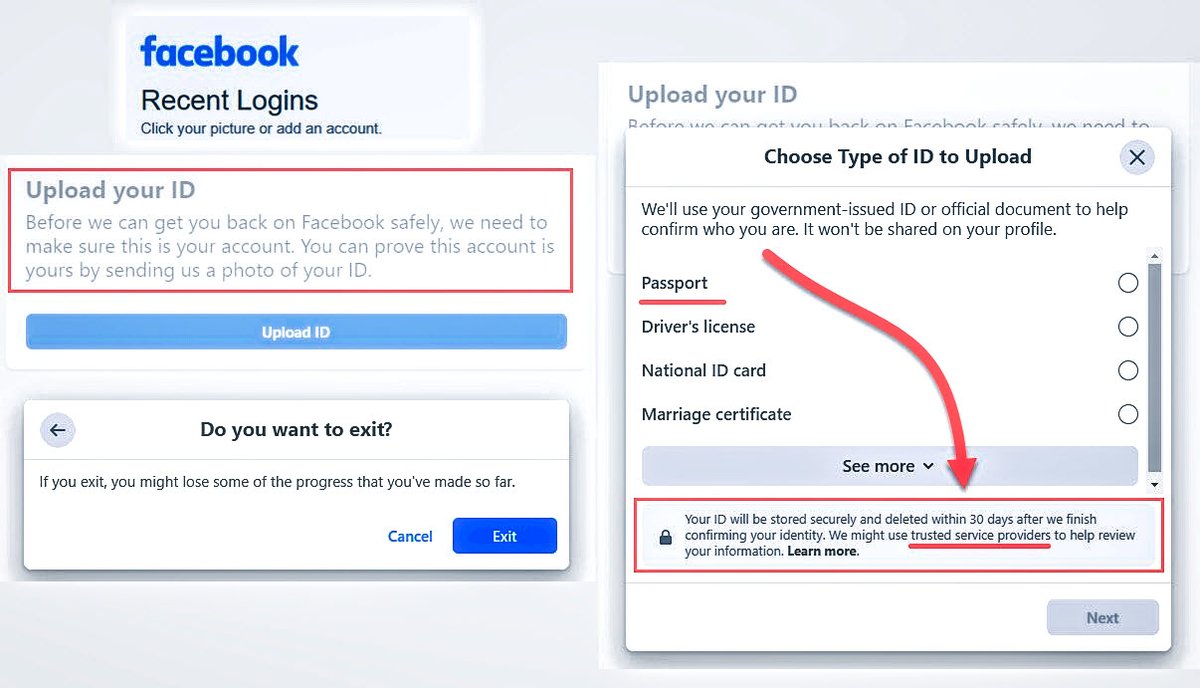 facebook
Recent Logins
Click your picture or add an account.
Upload your ID
Before we can get you back on Facebook safely, we need to
make sure this is your account. You can prove this account is
yours by sending us a photo of your ID.
Upload ID
Do you want to exit?
If you exit, you might lose some of the progress that you've made so far.
Cancel
Exit
Upload your ID
Before we can get you back on Facebook safely, we need to
Choose Type of ID to Upload
We'll use your government-issued ID or official document to help
confirm who you are. It won't be shared on your profile.
Passport
Driver's license
National ID card
Marriage certificate
See more
Your ID will be stored securely and deleted within 30 days after we finish
confirming your identity. We might use trusted service providers to help review
your information. Learn more.
Next